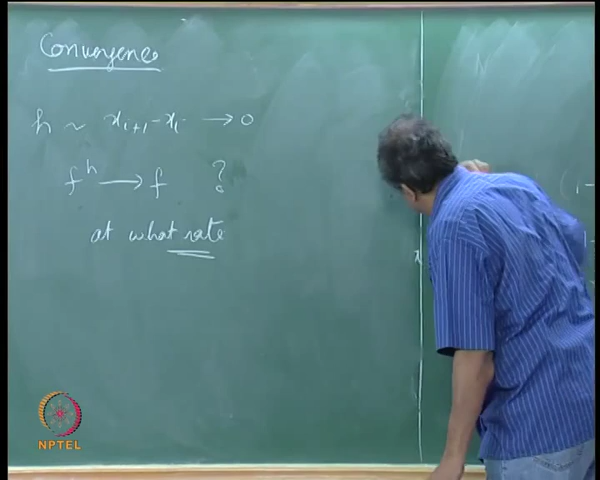 Convergence
h ~ x_{i+1} - x_i → 0
f^h → f ?
at what rate
NPTEL